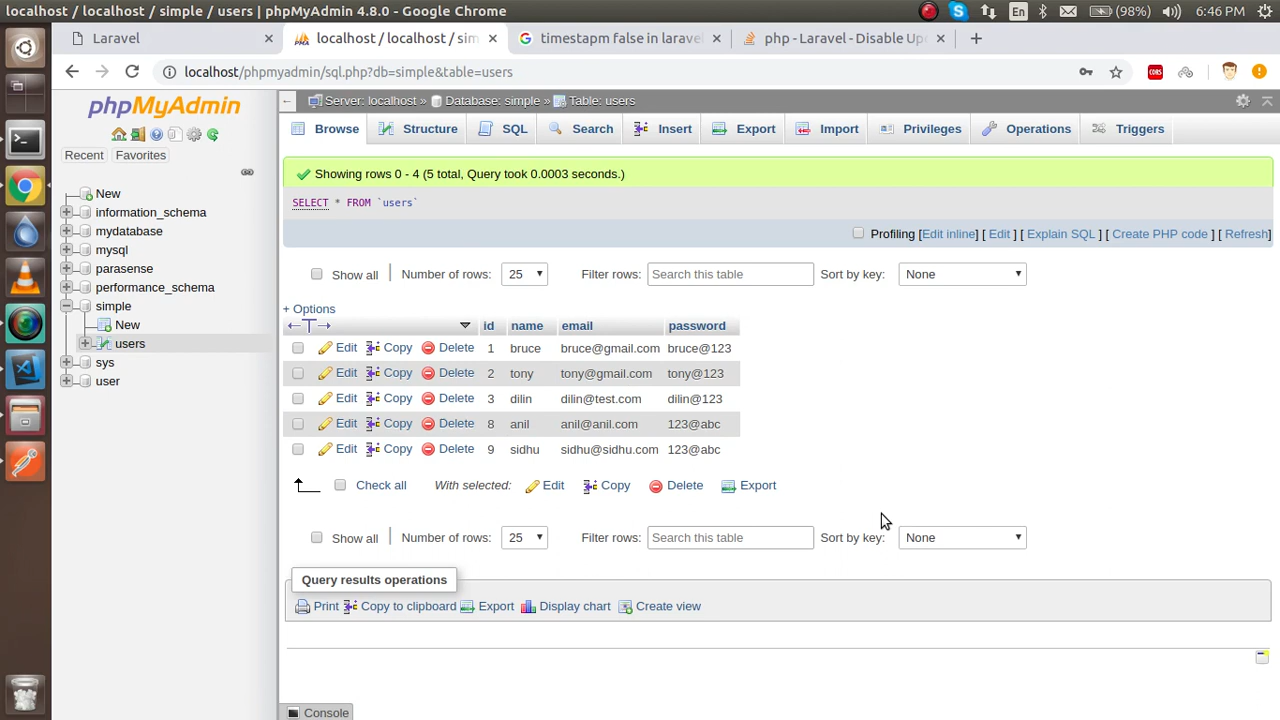 localhost / localhost / simple / users | phpMyAdmin 4.8.0 - Google Chrome
En (98%) 6:46 PM
Laravel
localhost / localhost / sim
timestapm false in laravel
php - Laravel - Disable Up
localhost/phpmyadmin/sql.php?db=simple&table=users
CORS
phpMyAdmin
Recent Favorites
New
information_schema
mydatabase
mysql
parasense
performance_schema
simple
New
users
sys
user
Server: localhost » Database: simple » Table: users
Browse Structure SQL Search Insert Export Import Privileges Operations Triggers
Showing rows 0 - 4 (5 total, Query took 0.0003 seconds.)
SELECT * FROM `users`
Profiling [Edit inline] [ Edit ] [ Explain SQL ] [ Create PHP code ] [ Refresh]
Show all Number of rows: 25 Filter rows: Search this table Sort by key: None
+ Options
←T→ id name email password
Edit Copy Delete 1 bruce bruce@gmail.com bruce@123
Edit Copy Delete 2 tony tony@gmail.com tony@123
Edit Copy Delete 3 dilin dilin@test.com dilin@123
Edit Copy Delete 8 anil anil@anil.com 123@abc
Edit Copy Delete 9 sidhu sidhu@sidhu.com 123@abc
Check all With selected: Edit Copy Delete Export
Show all Number of rows: 25 Filter rows: Search this table Sort by key: None
Query results operations
Print Copy to clipboard Export Display chart Create view
Console